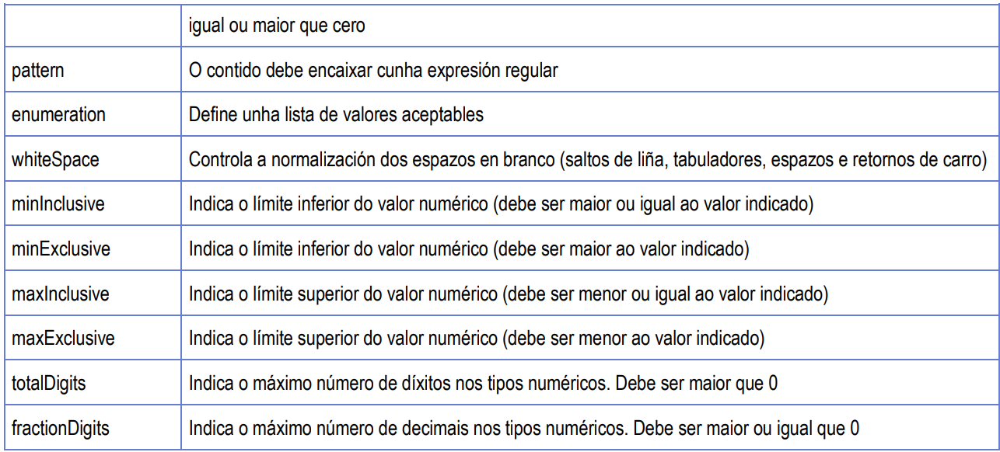 igual ou maior que cero
pattern O contido debe encaixar cunha expresión regular
enumeration Define unha lista de valores aceptables
whiteSpace Controla a normalización dos espazos en branco (saltos de liña, tabuladores, espazos e retornos de carro)
minInclusive Indica o límite inferior do valor numérico (debe ser maior ou igual ao valor indicado)
minExclusive Indica o límite inferior do valor numérico (debe ser maior ao valor indicado)
maxInclusive Indica o límite superior do valor numérico (debe ser menor ou igual ao valor indicado)
maxExclusive Indica o límite superior do valor numérico (debe ser menor ao valor indicado)
totalDigits Indica o máximo número de díxitos nos tipos numéricos. Debe ser maior que 0
fractionDigits Indica o máximo número de decimais nos tipos numéricos. Debe ser maior ou igual que 0